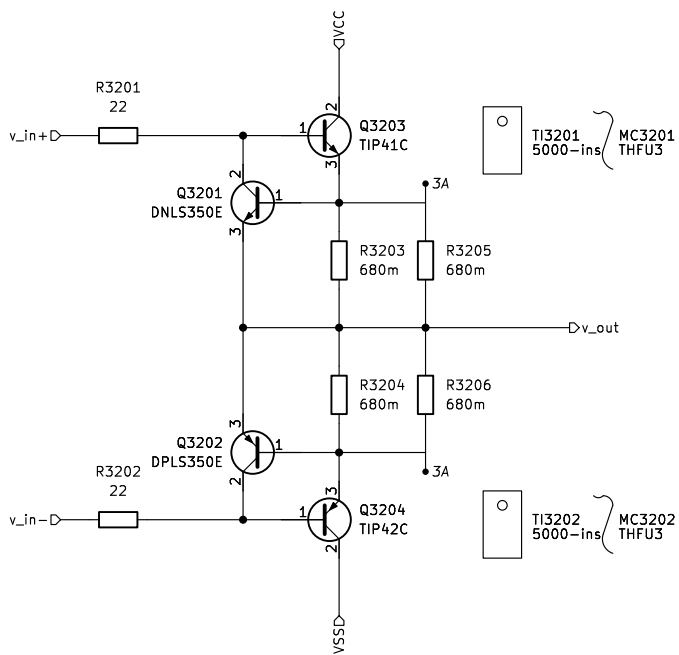 VCC
R3201
22
v_in+
1
2
3
Q3203
TIP41C
TI3201
5000-ins
MC3201
THFU3
2
Q3201
DNLS350E
1
3
3A
R3203
680m
R3205
680m
v_out
R3204
680m
R3206
680m
3
Q3202
DPLS350E
1
2
3A
R3202
22
v_in-
1
3
2
Q3204
TIP42C
TI3202
5000-ins
MC3202
THFU3
VSS